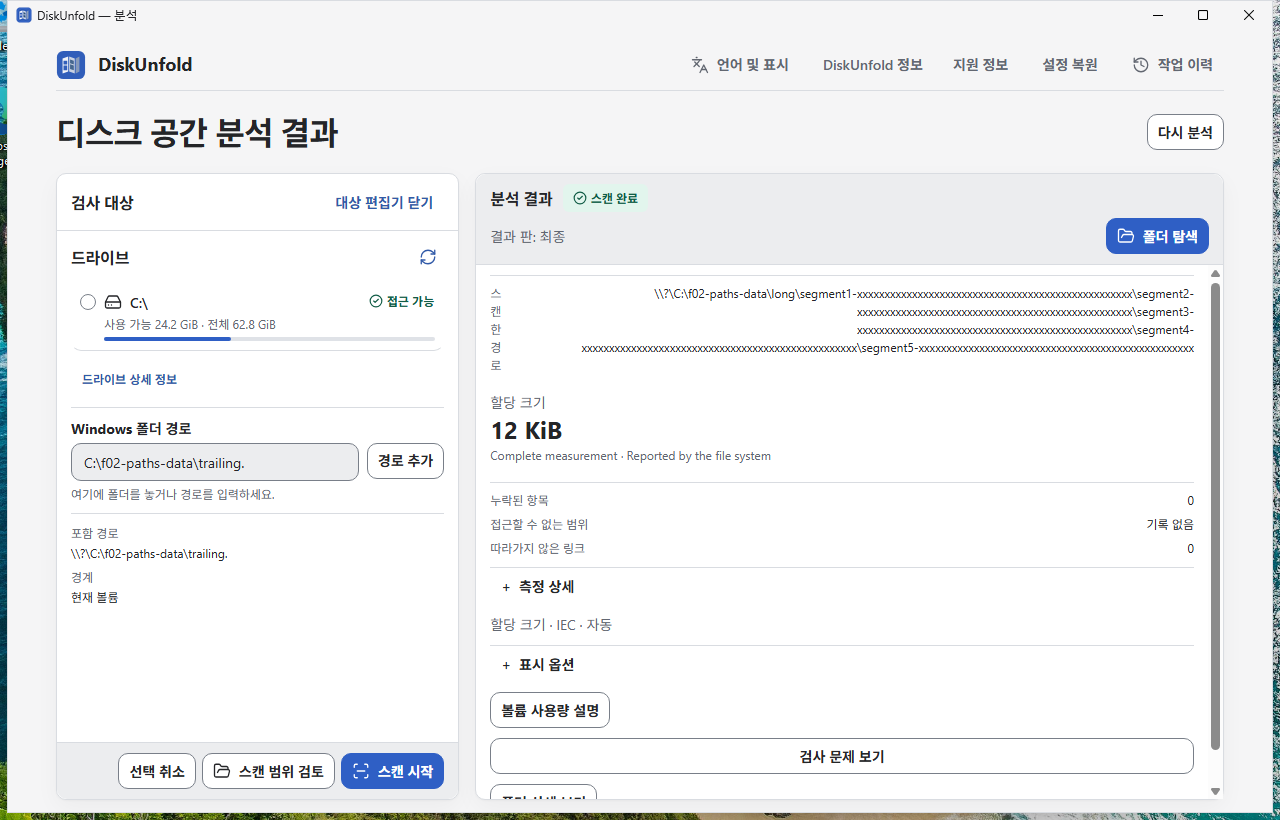 DiskUnfold — 분석
DiskUnfold
언어 및 표시
DiskUnfold 정보
지원 정보
설정 복원
작업 이력
디스크 공간 분석 결과
다시 분석
검사 대상
대상 편집기 닫기
드라이브
C:\
접근 가능
사용 가능 24.2 GiB · 전체 62.8 GiB
드라이브 상세 정보
Windows 폴더 경로
C:\f02-paths-data\trailing.
경로 추가
여기에 폴더를 놓거나 경로를 입력하세요.
포함 경로
\\?\C:\f02-paths-data\trailing.
경계
현재 볼륨
선택 취소
스캔 범위 검토
스캔 시작
분석 결과
스캔 완료
결과 판: 최종
폴더 탐색
스캔한 경로
\\?\C:\f02-paths-data\long\segment1-xxxxxxxxxxxxxxxxxxxxxxxxxxxxxxxxxxxxxxxxxxxxxxxxxx\segment2-
xxxxxxxxxxxxxxxxxxxxxxxxxxxxxxxxxxxxxxxxxxxxxxxxxx\segment3-
xxxxxxxxxxxxxxxxxxxxxxxxxxxxxxxxxxxxxxxxxxxxxxxxxx\segment4-
xxxxxxxxxxxxxxxxxxxxxxxxxxxxxxxxxxxxxxxxxxxxxxxxxx\segment5-xxxxxxxxxxxxxxxxxxxxxxxxxxxxxxxxxxxxxxxxxxxxxxxxxx
할당 크기
12 KiB
Complete measurement · Reported by the file system
누락된 항목
0
접근할 수 없는 범위
기록 없음
따라가지 않은 링크
0
+ 측정 상세
할당 크기 · IEC · 자동
+ 표시 옵션
볼륨 사용량 설명
검사 문제 보기